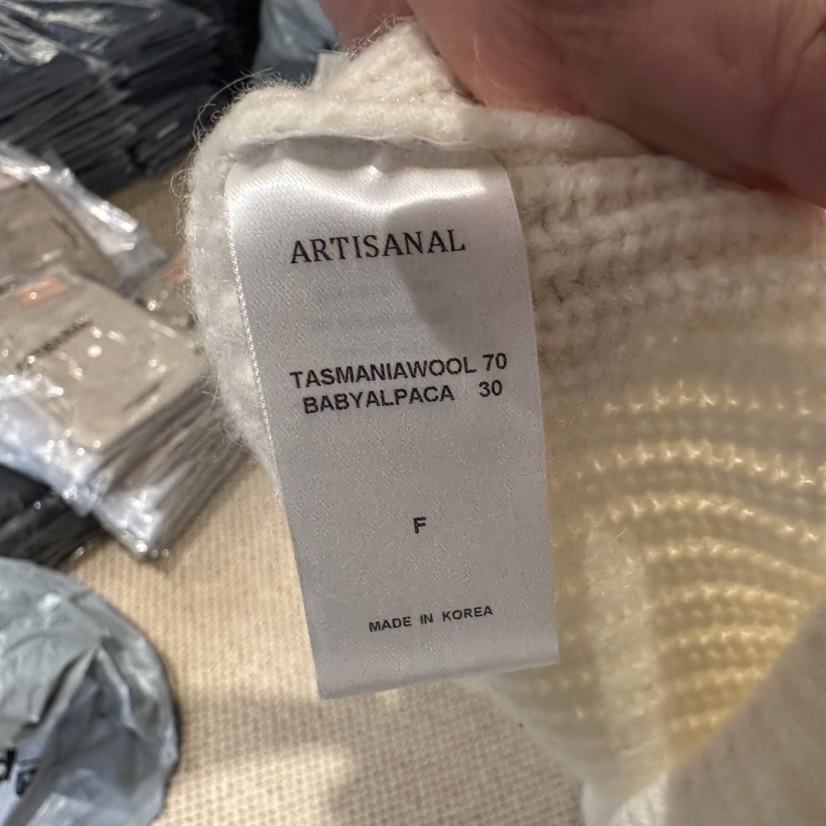 ARTISANAL
TASMANIAWOOL 70
BABYALPACA 30
F
MADE IN KOREA